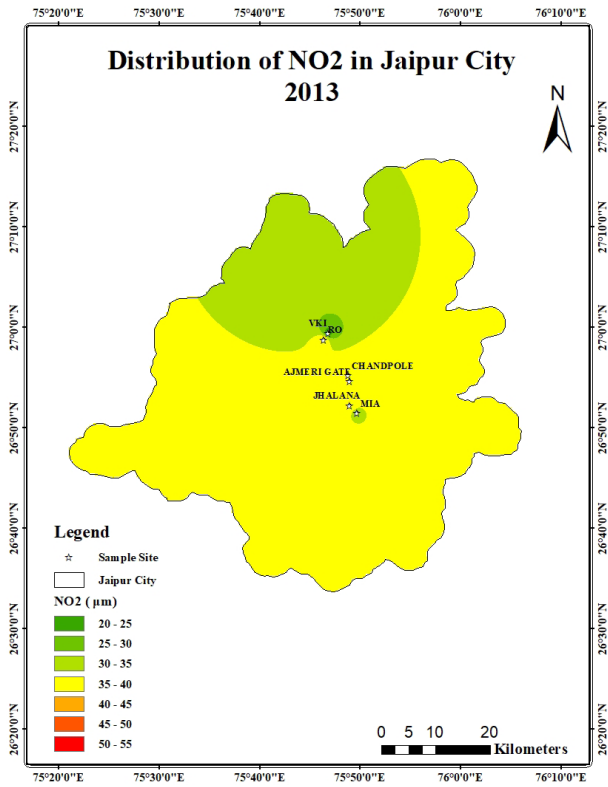 75°20'0"E 75°30'0"E 75°40'0"E 75°50'0"E 76°0'0"E 76°10'0"E
Distribution of NO2 in Jaipur City
2013
N
27°20'0"N 27°20'0"N
27°10'0"N 27°10'0"N
27°0'0"N 27°0'0"N
VKI RO
CHANDPOLE
AJMERI GATE
JHALANA
MIA
26°50'0"N 26°50'0"N
26°40'0"N 26°40'0"N
26°30'0"N 26°30'0"N
26°20'0"N 26°20'0"N
Legend
Sample Site
Jaipur City
NO2 ( µm)
20 - 25
25 - 30
30 - 35
35 - 40
40 - 45
45 - 50
50 - 55
0 5 10 20
Kilometers
75°20'0"E 75°30'0"E 75°40'0"E 75°50'0"E 76°0'0"E 76°10'0"E